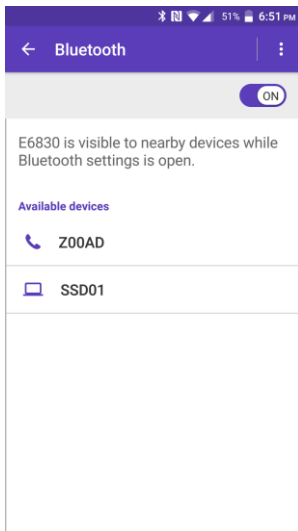 51% 6:51 PM
Bluetooth
ON
E6830 is visible to nearby devices while
Bluetooth settings is open.
Available devices
Z00AD
SSD01